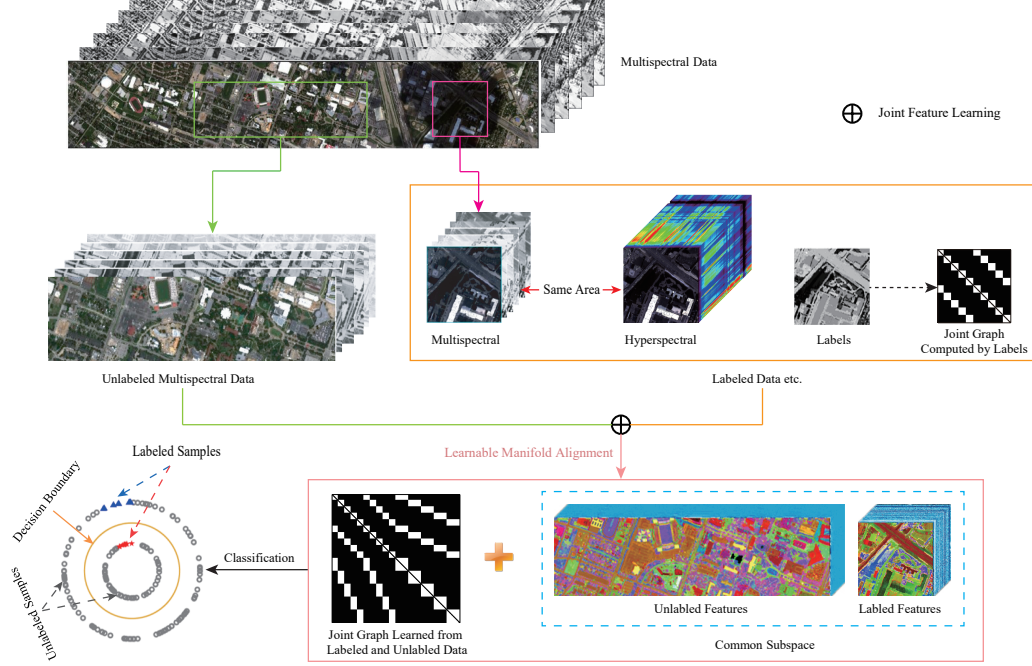 Multispectral Data
Joint Feature Learning
Same Area
Multispectral
Hyperspectral
Labels
Joint Graph
Computed by Labels
Unlabeled Multispectral Data
Labeled Data etc.
Learnable Manifold Alignment
Labeled Samples
Decision Boundary
Unlabeled Samples
Classification
Joint Graph Learned from
Labeled and Unlabled Data
Unlabled Features
Labled Features
Common Subspace